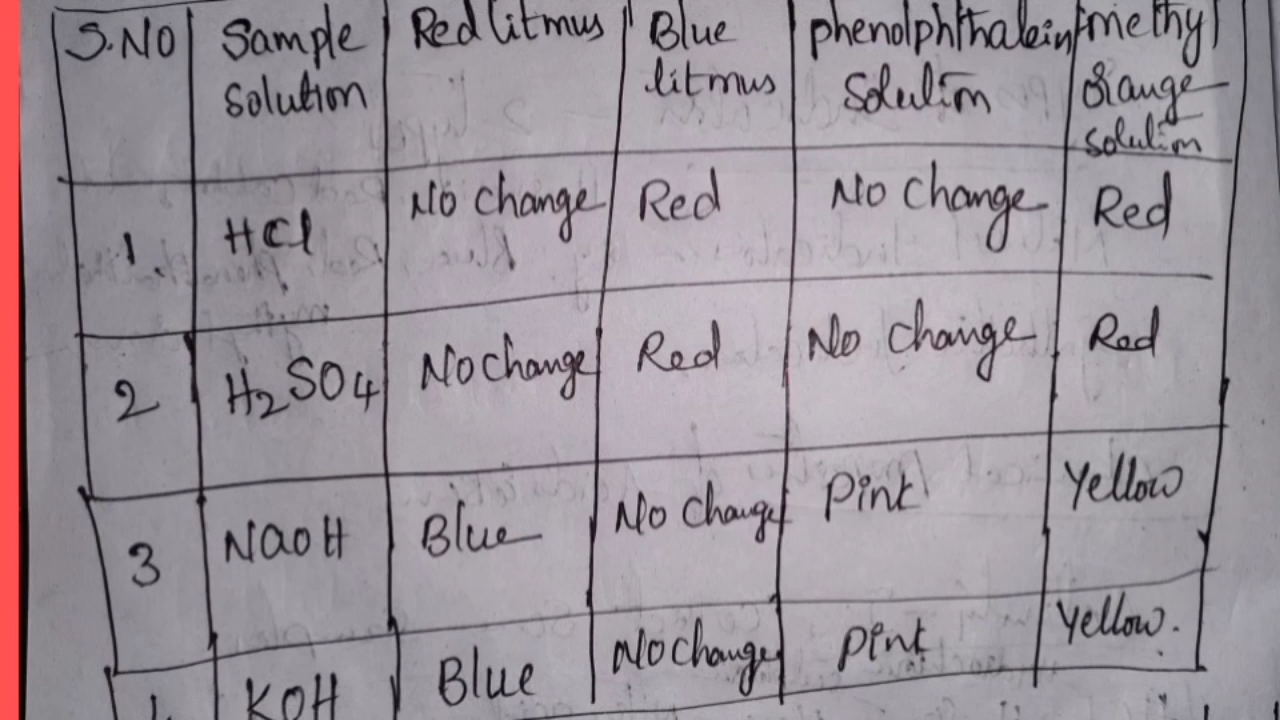 S.NO Sample solution Red litmus Blue litmus phenolphthalein solution methyl orange solution
1. HCl No change Red No change Red
2 H2SO4 No change Red No change Red
3 NaOH Blue No change Pink Yellow
KOH Blue No change Pink Yellow.